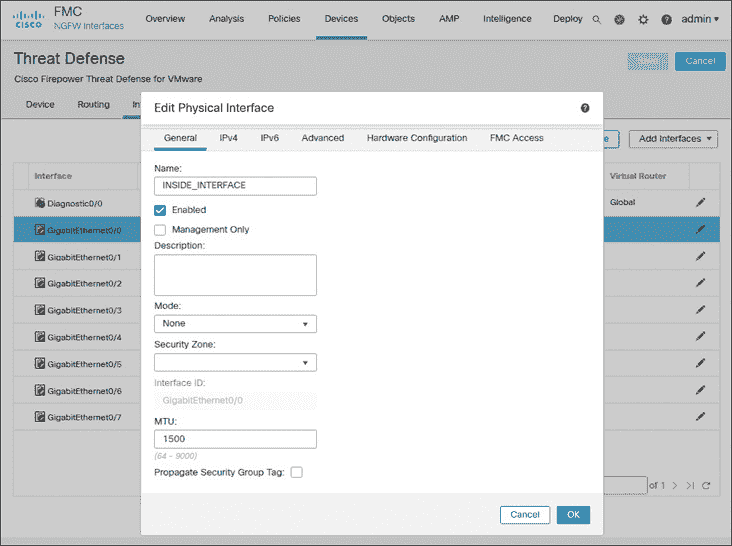 CISCO
FMC
NGFW Interfaces
Overview Analysis Policies Devices Objects AMP Intelligence Deploy admin
Threat Defense
Cancel
Cisco Firepower Threat Defense for VMware
Device Routing In
Edit Physical Interface
General IPv4 IPv6 Advanced Hardware Configuration FMC Access
Add Interfaces
Interface
Virtual Router
Diagnostic0/0
Global
GigabitEthernet0/0
GigabitEthernet0/1
GigabitEthernet0/2
GigabitEthernet0/3
GigabitEthernet0/4
GigabitEthernet0/5
GigabitEthernet0/6
GigabitEthernet0/7
Name:
INSIDE_INTERFACE
Enabled
Management Only
Description:
Mode:
None
Security Zone:
Interface ID:
GigabitEthernet0/0
MTU:
1500
(64 - 9000)
Propagate Security Group Tag:
of 1
Cancel OK